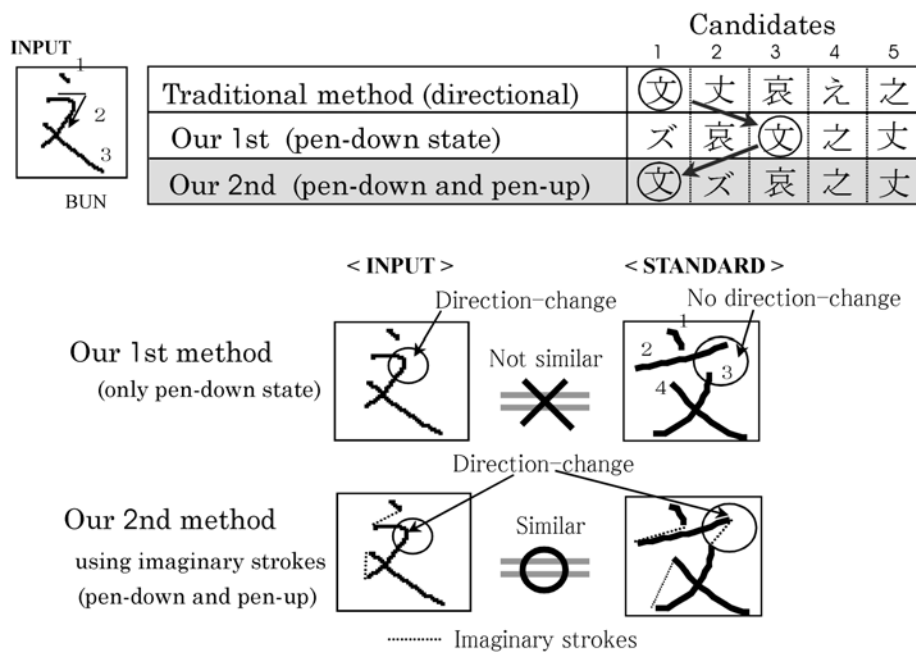 Candidates
INPUT
1 2 3 4 5
1
2
3
BUN
Traditional method (directional) 文 丈 哀 え 之
Our 1st (pen-down state) ズ 哀 文 之 丈
Our 2nd (pen-down and pen-up) 文 ズ 哀 之 丈
< INPUT > < STANDARD >
Direction-change No direction-change
Our 1st method
(only pen-down state)
Not similar
1
2
3
4
Direction-change
Our 2nd method
using imaginary strokes
(pen-down and pen-up)
Similar
Imaginary strokes